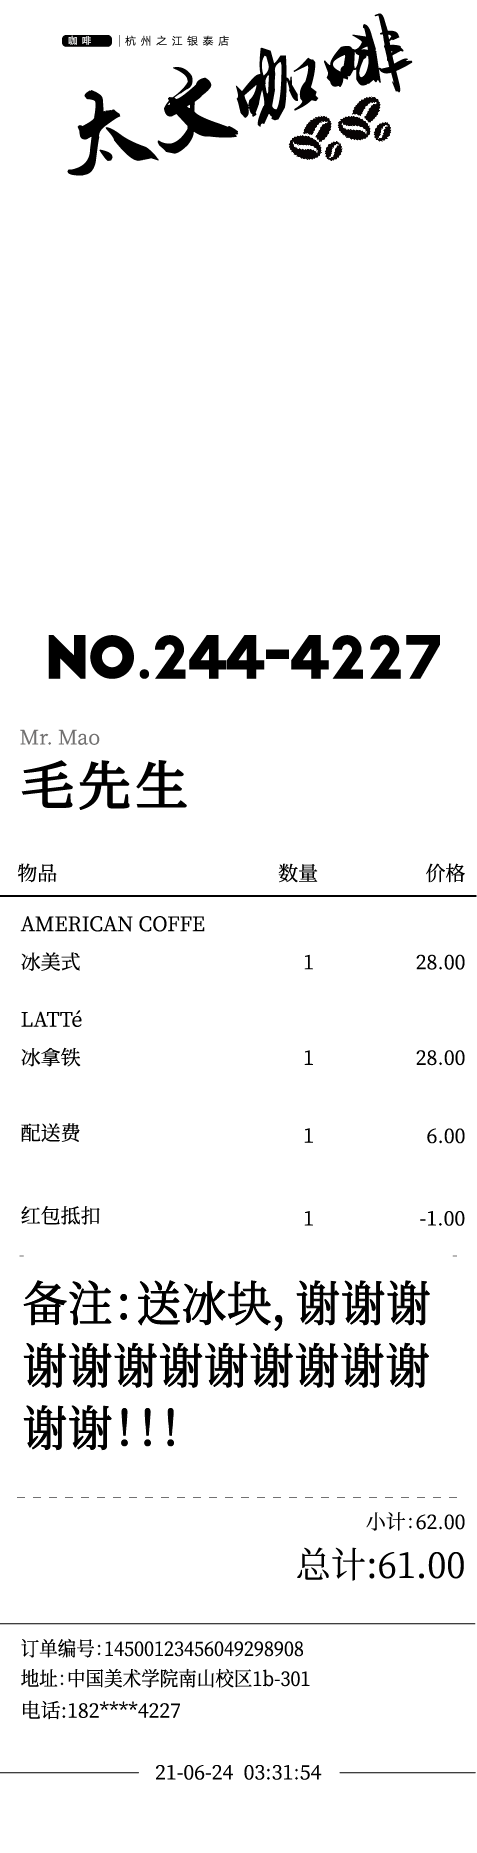 咖啡 | 杭州之江银泰店
太文咖啡
NO.244-4227
Mr. Mao
毛先生
物品 数量 价格
AMERICAN COFFE
冰美式 1 28.00
LATTé
冰拿铁 1 28.00
配送费 1 6.00
红包抵扣 1 -1.00
备注:送冰块, 谢谢谢
谢谢谢谢谢谢谢谢谢
谢谢!!!
小计:62.00
总计:61.00
订单编号:14500123456049298908
地址:中国美术学院南山校区1b-301
电话:182****4227
21-06-24 03:31:54